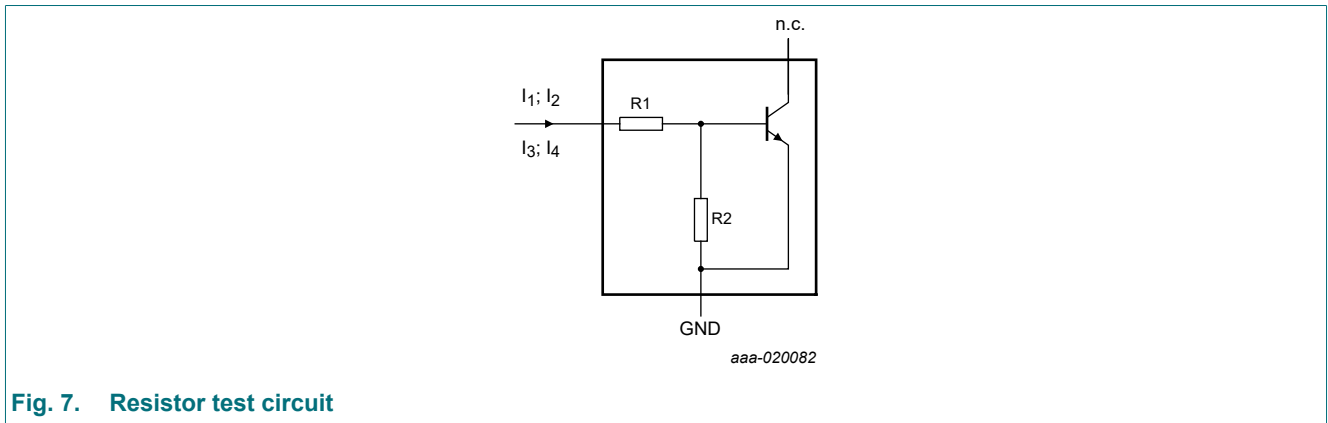 n.c.
I1; I2
R1
I3; I4
R2
GND
aaa-020082
Fig. 7. Resistor test circuit